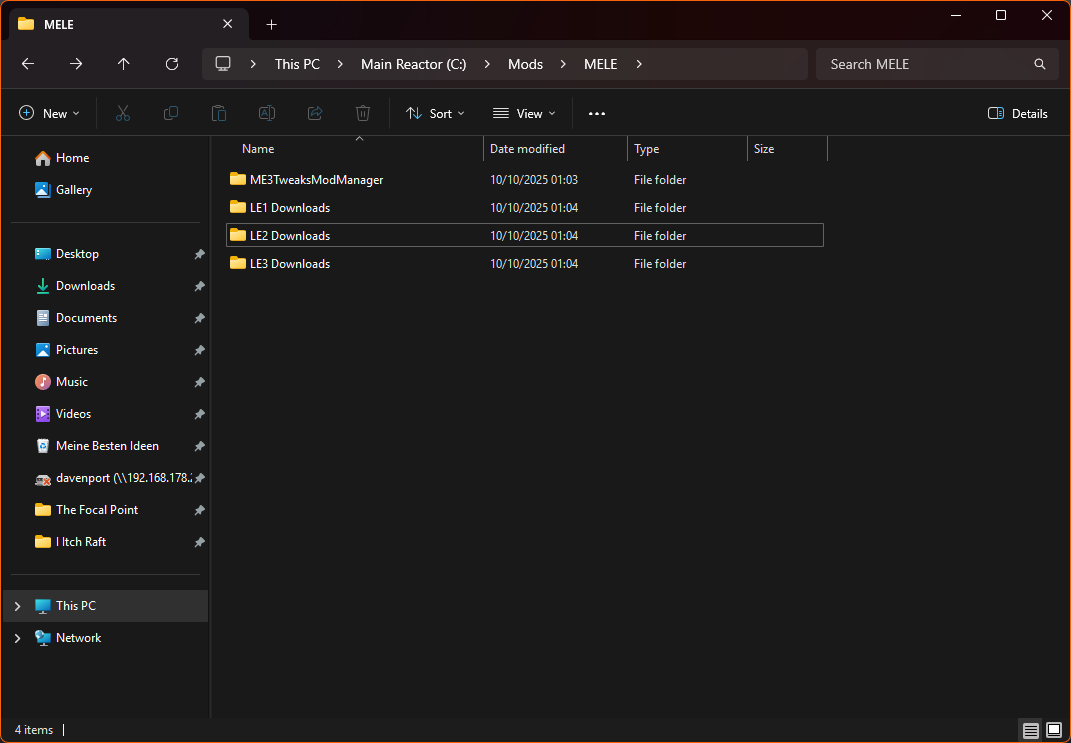 MELE
This PC Main Reactor (C:) Mods MELE
Search MELE
New Sort View Details
Name Date modified Type Size
Home
Gallery
Desktop
Downloads
Documents
Pictures
Music
Videos
Meine Besten Ideen
davenport (\\192.168.178.
The Focal Point
I Itch Raft
This PC
Network
ME3TweaksModManager 10/10/2025 01:03 File folder
LE1 Downloads 10/10/2025 01:04 File folder
LE2 Downloads 10/10/2025 01:04 File folder
LE3 Downloads 10/10/2025 01:04 File folder
4 items